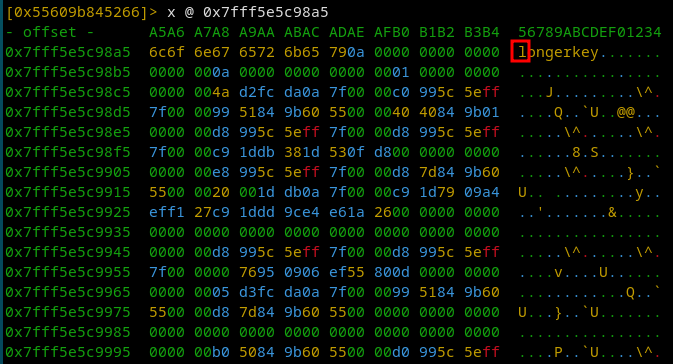 [0x55609b845266]> x @ 0x7fff5e5c98a5
- offset -      A5A6 A7A8 A9AA ABAC ADAE AFB0 B1B2 B3B4  56789ABCDEF01234
0x7fff5e5c98a5  6c6f 6e67 6572 6b65 790a 0000 0000 0000  longerkey.......
0x7fff5e5c98b5  0000 000a 0000 0000 0000 0001 0000 0000  ................
0x7fff5e5c98c5  0000 004a d2fc da0a 7f00 00c0 995c 5eff  ...J.........\^.
0x7fff5e5c98d5  7f00 0099 5184 9b60 5500 0040 4084 9b01  ....Q..`U..@@...
0x7fff5e5c98e5  0000 00d8 995c 5eff 7f00 00d8 995c 5eff  .....\^......\^.
0x7fff5e5c98f5  7f00 00c9 1ddb 381d 530f d800 0000 0000  ......8.S.......
0x7fff5e5c9905  0000 00e8 995c 5eff 7f00 00d8 7d84 9b60  .....\^.....}..`
0x7fff5e5c9915  5500 0020 001d db0a 7f00 00c9 1d79 09a4  U.. .........y..
0x7fff5e5c9925  eff1 27c9 1ddd 9ce4 e61a 2600 0000 0000  ..'.......&.....
0x7fff5e5c9935  0000 0000 0000 0000 0000 0000 0000 0000  ................
0x7fff5e5c9945  0000 00d8 995c 5eff 7f00 00d8 995c 5eff  .....\^......\^.
0x7fff5e5c9955  7f00 0000 7695 0906 ef55 800d 0000 0000  ....v....U......
0x7fff5e5c9965  0000 0005 d3fc da0a 7f00 0099 5184 9b60  ............Q..`
0x7fff5e5c9975  5500 00d8 7d84 9b60 5500 0000 0000 0000  U...}..`U.......
0x7fff5e5c9985  0000 0000 0000 0000 0000 0000 0000 0000  ................
0x7fff5e5c9995  0000 00b0 5084 9b60 5500 00d0 995c 5eff  ....P..`U....\^.